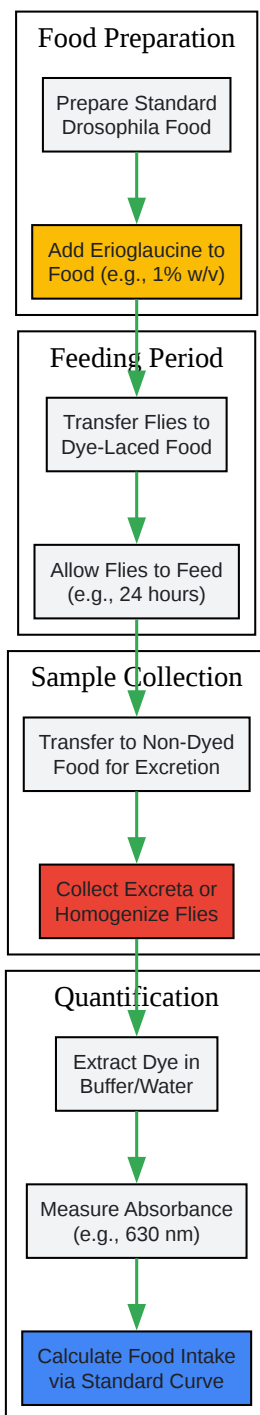 Food Preparation
Prepare Standard
Drosophila Food
Add Erioglaucine to
Food (e.g., 1% w/v)
Feeding Period
Transfer Flies to
Dye-Laced Food
Allow Flies to Feed
(e.g., 24 hours)
Sample Collection
Transfer to Non-Dyed
Food for Excretion
Collect Excreta or
Homogenize Flies
Quantification
Extract Dye in
Buffer/Water
Measure Absorbance
(e.g., 630 nm)
Calculate Food Intake
via Standard Curve